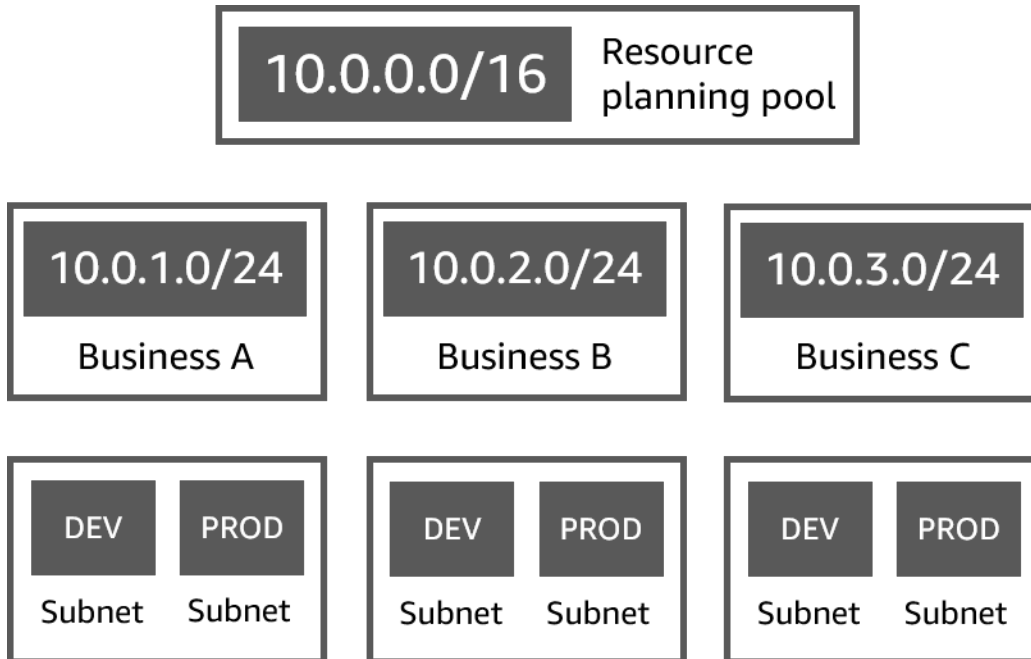 10.0.0.0/16
Resource
planning pool
10.0.1.0/24
Business A
10.0.2.0/24
Business B
10.0.3.0/24
Business C
DEV
PROD
Subnet
Subnet
DEV
PROD
Subnet
Subnet
DEV
PROD
Subnet
Subnet